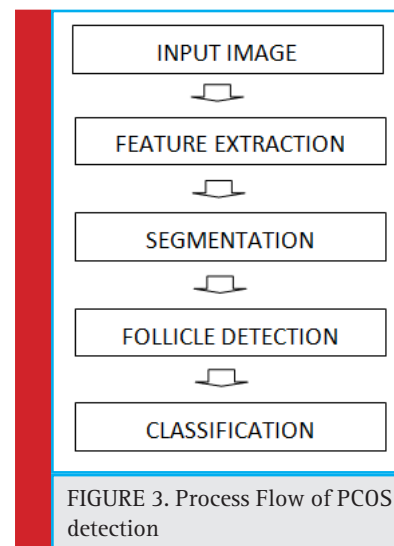 INPUT IMAGE
FEATURE EXTRACTION
SEGMENTATION
FOLLICLE DETECTION
CLASSIFICATION
FIGURE 3. Process Flow of PCOS
detection